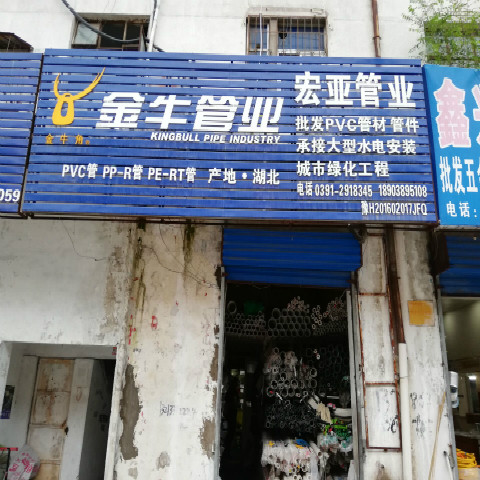 059
金牛角
金牛管业
KINGBULL PIPE INDUSTRY
PVC管 PP-R管 PE-RT管 产地·湖北
宏亚管业
批发PVC管材 管件
承接大型水电安装
城市绿化工程
电话:0391-2918345 18903895108
豫H201602017JFQ
鑫
批发五
电话: